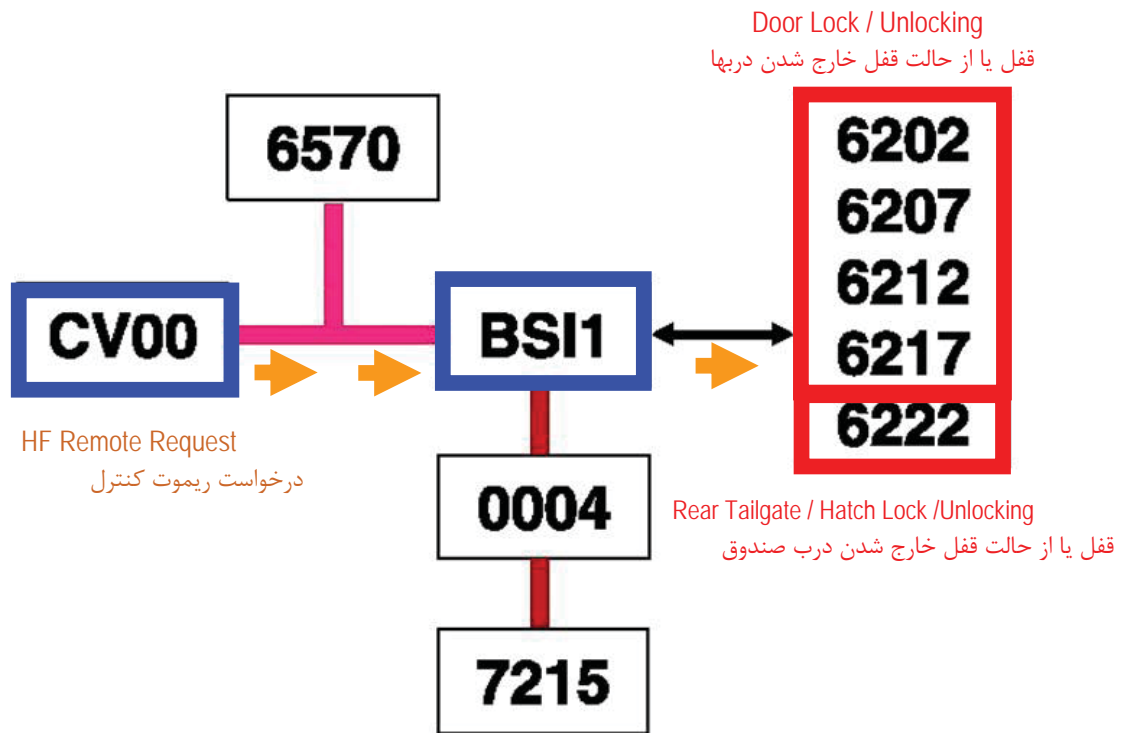 Door Lock / Unlocking
قفل یا از حالت قفل خارج شدن دربها
6570
6202
6207
6212
6217
6222
CV00
BSI1
HF Remote Request
درخواست ریموت کنترل
0004
Rear Tailgate / Hatch Lock /Unlocking
قفل یا از حالت قفل خارج شدن درب صندوق
7215